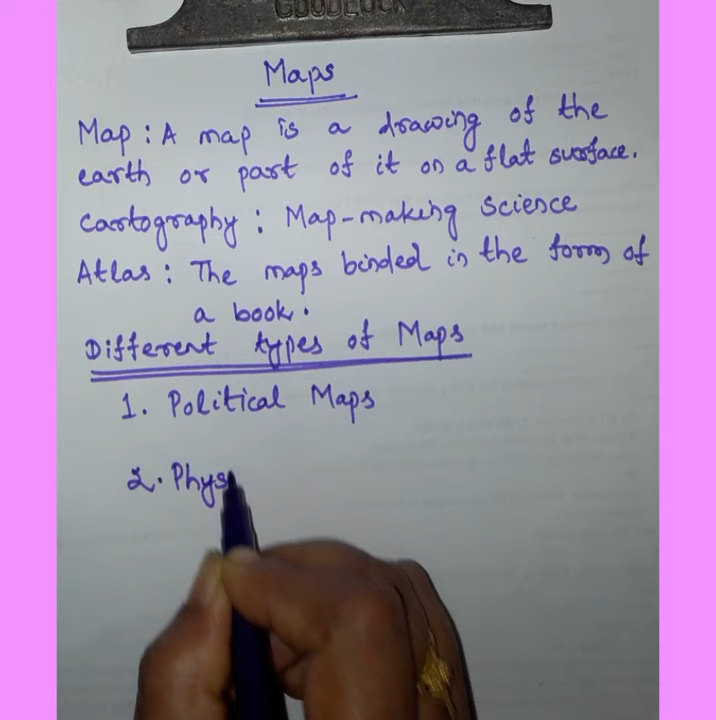 GOODLUCK
Maps
Map : A map is a drawing of the
earth or part of it on a flat surface.
Cartography : Map-making science
Atlas : The maps binded in the form of
a book.
Different types of Maps
1. Political Maps
2. Phys